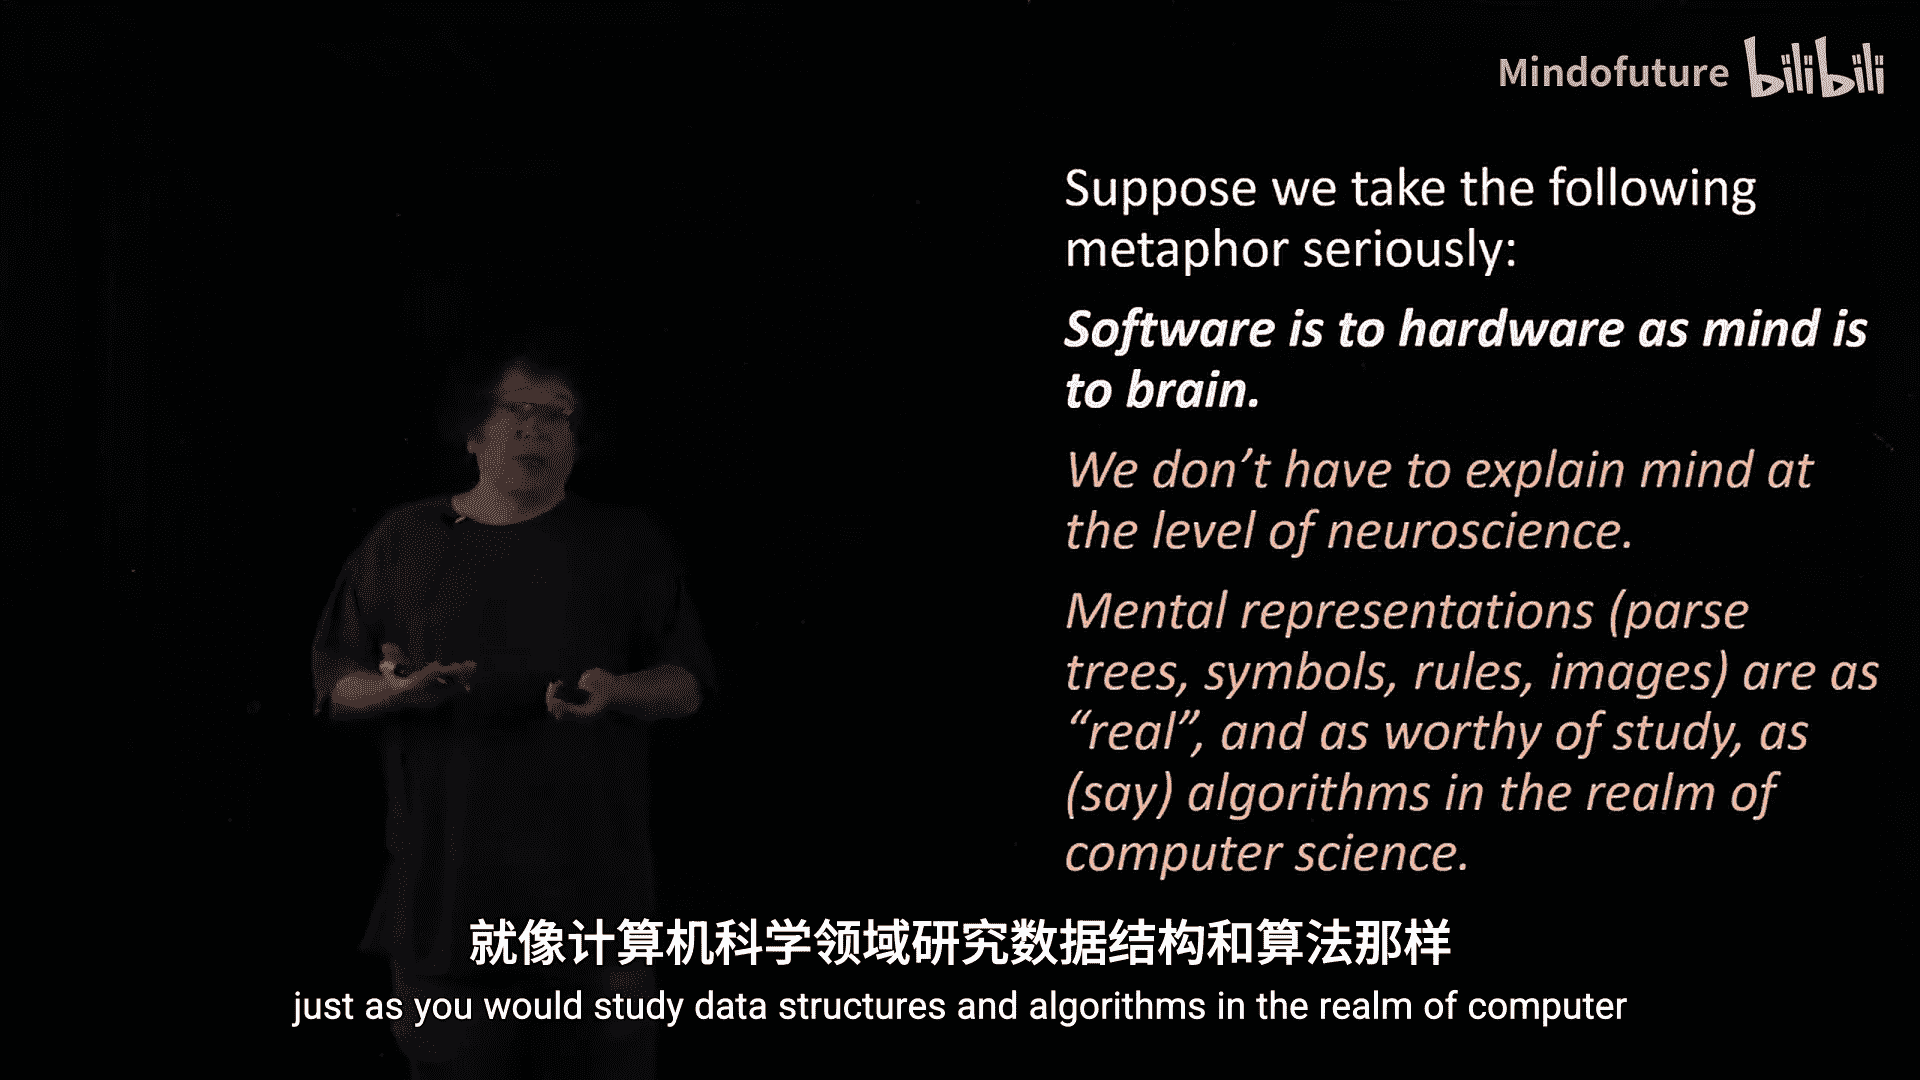 Mindofuture bilibili
Suppose we take the following
metaphor seriously:
Software is to hardware as mind is
to brain.
We don’t have to explain mind at
the level of neuroscience.
Mental representations (parse
trees, symbols, rules, images) are as
“real”, and as worthy of study, as
(say) algorithms in the realm of
computer science.
就像计算机科学领域研究数据结构和算法那样
just as you would study data structures and algorithms in the realm of computer